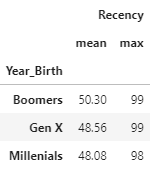 Recency
mean max
Year_Birth
Boomers 50.30 99
Gen X 48.56 99
Millenials 48.08 98